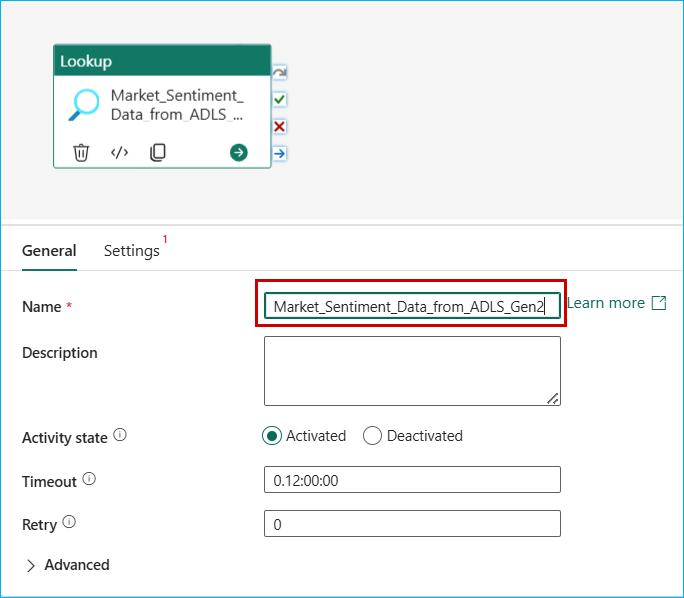 Lookup
Market_Sentiment_
Data_from_ADLS_...
General
Settings 1
Name *
Market_Sentiment_Data_from_ADLS_Gen2
Learn more
Description
Activity state
Activated
Deactivated
Timeout
0.12:00:00
Retry
0
Advanced